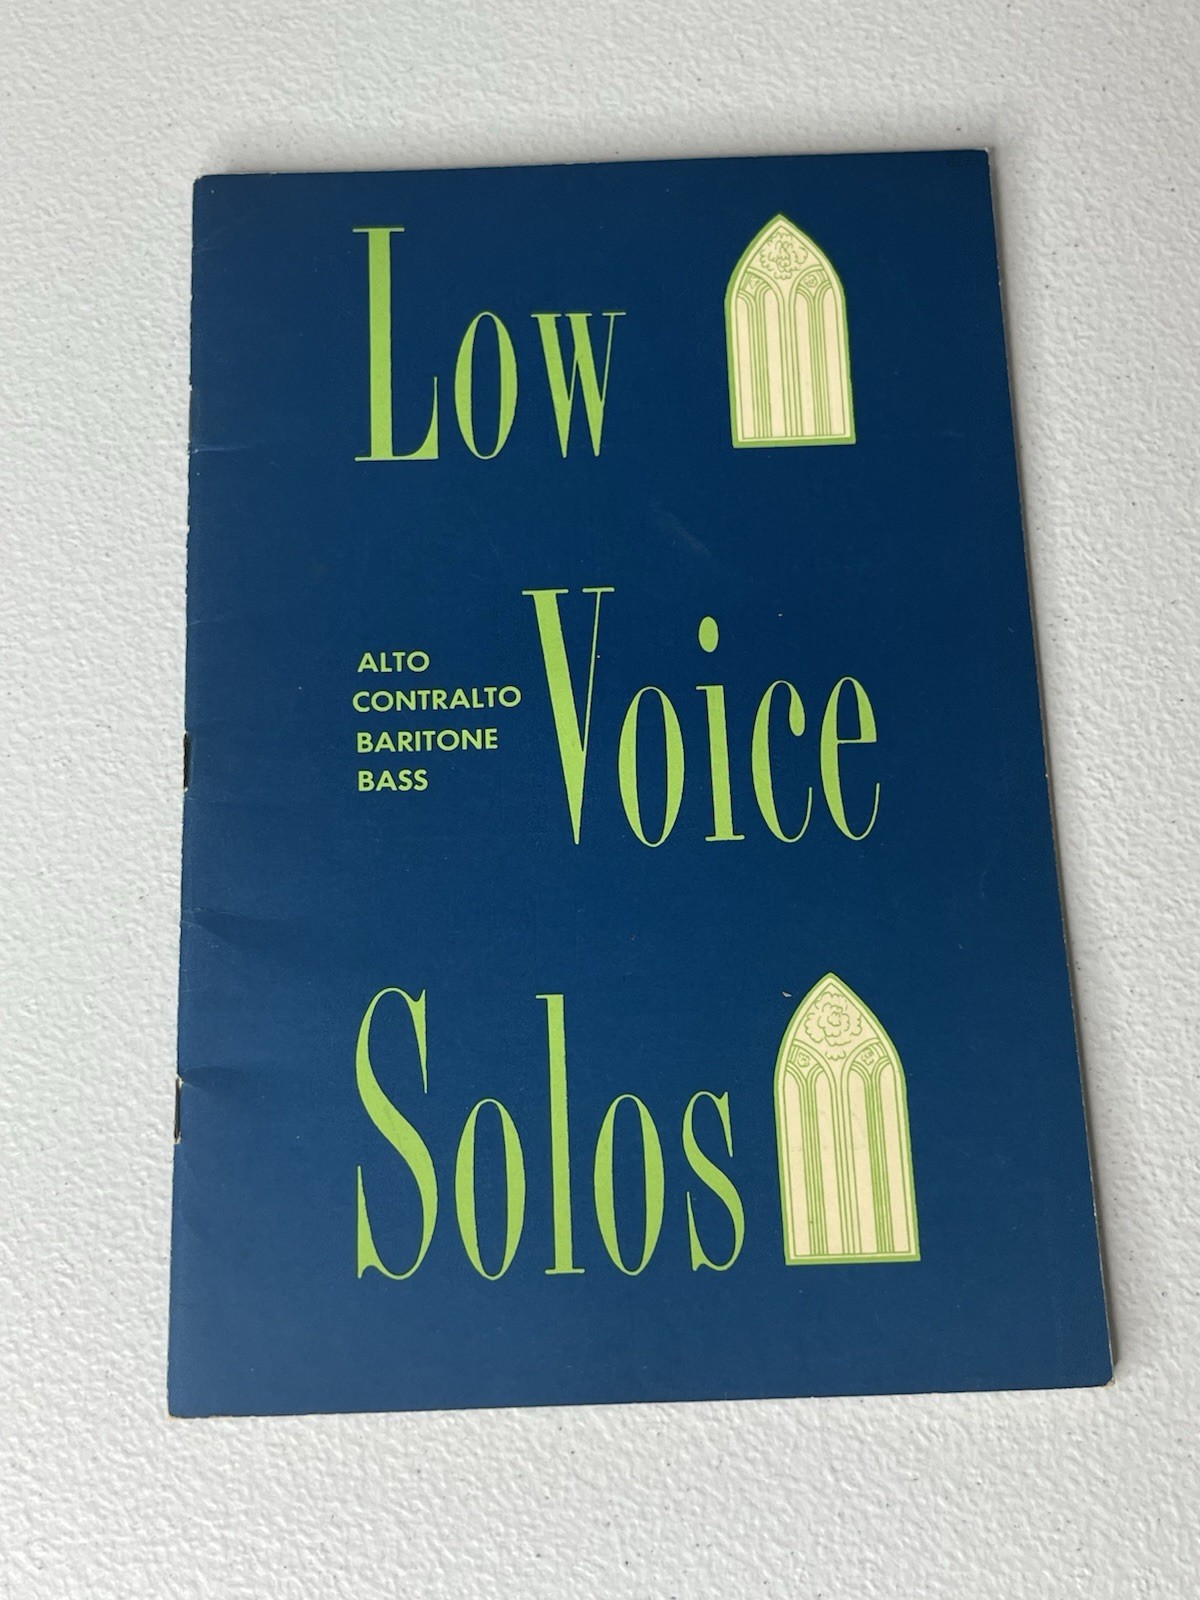 Low
ALTO
CONTRALTO
BARITONE
BASS
Voice
Solos